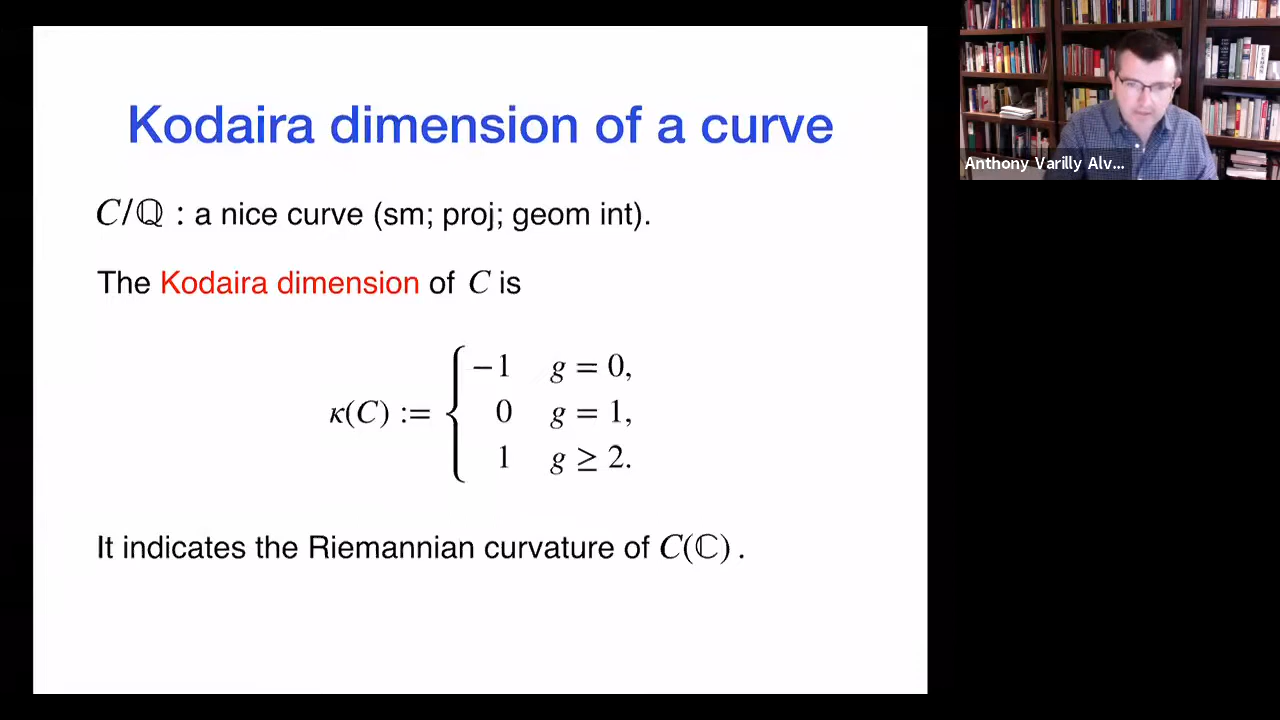 Kodaira dimension of a curve
C/ℚ : a nice curve (sm; proj; geom int).
The Kodaira dimension of C is
κ(C) := { −1 g = 0,
0 g = 1,
1 g ≥ 2.
It indicates the Riemannian curvature of C(ℂ) .
Anthony Varilly Alv...